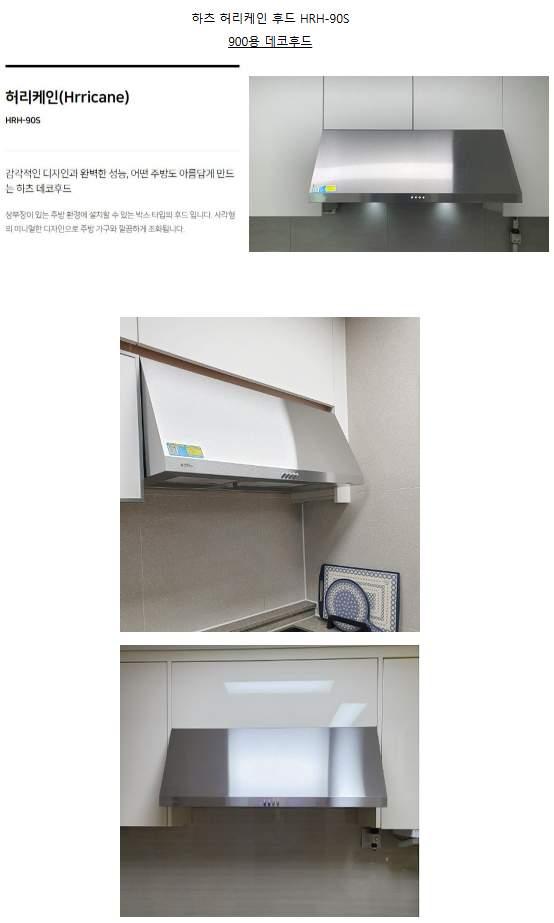 하츠 허리케인 후드 HRH-90S
900용 데코후드
허리케인(Hrricane)
HRH-90S
감각적인 디자인과 완벽한 성능, 어떤 주방도 아름답게 만드
는 하츠 데코후드
상부장이 있는 주방 환경에 설치할 수 있는 박스 타입의 후드 입니다. 사각형
의 미니멀한 디자인으로 주방 가구와 깔끔하게 조화됩니다.